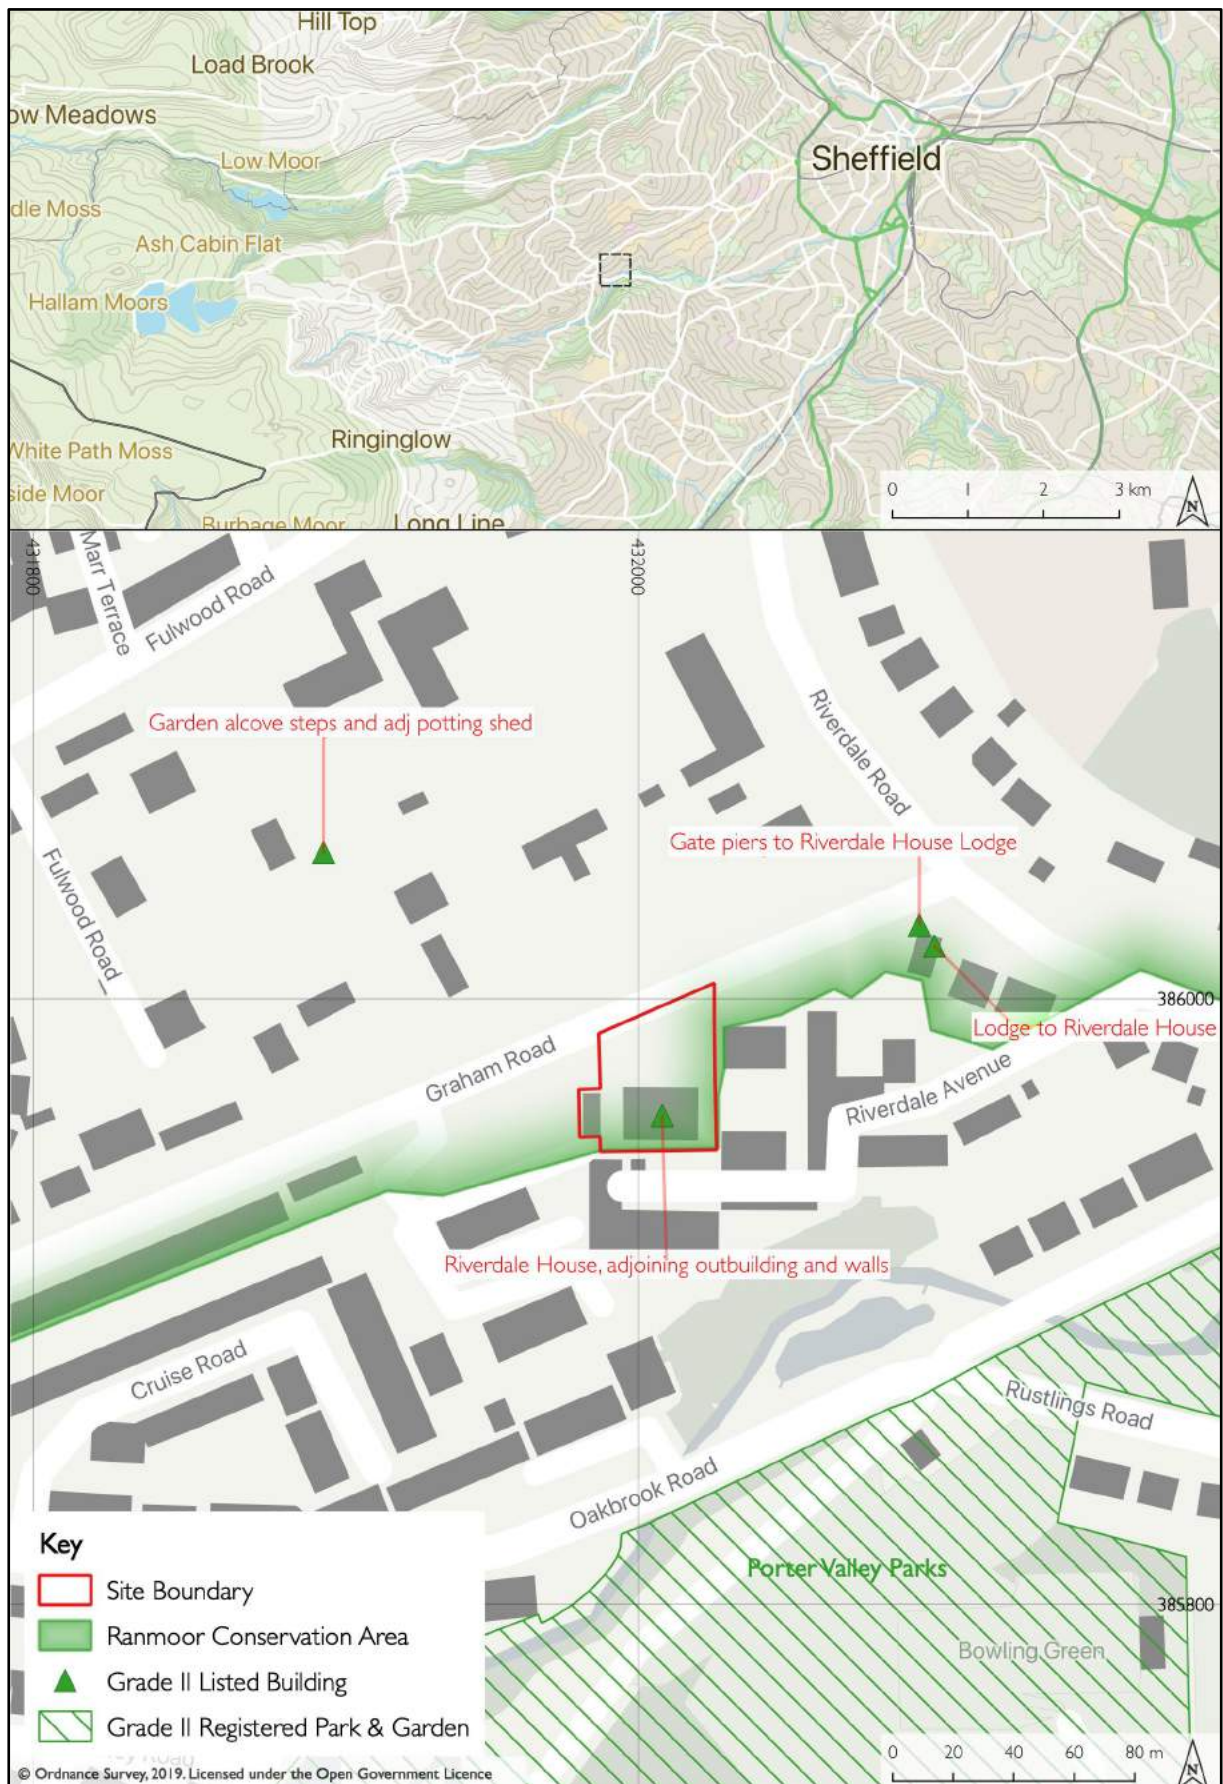 Hill Top
Load Brook
ow Meadows
Low Moor
Sheffield
dle Moss
Ash Cabin Flat
Hallam Moors
Ringinglow
White Path Moss
side Moor
Burbage Moor
Long Line
0 1 2 3 km
N
431800
432000
Marr Terrace
Fulwood Road
Garden alcove steps and adj potting shed
Riverdale Road
Gate piers to Riverdale House Lodge
Fulwood Road
386000
Lodge to Riverdale House
Graham Road
Riverdale Avenue
Riverdale House, adjoining outbuilding and walls
Cruise Road
Rustlings Road
Oakbrook Road
Porter Valley Parks
385800
Bowling Green
Key
Site Boundary
Ranmoor Conservation Area
Grade II Listed Building
Grade II Registered Park & Garden
0 20 40 60 80 m
N
© Ordnance Survey, 2019. Licensed under the Open Government Licence